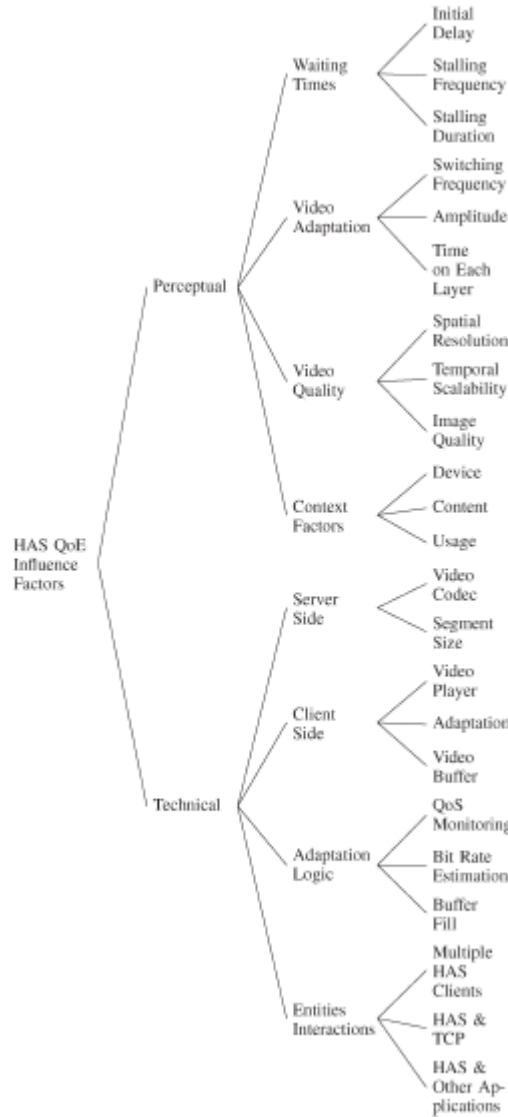 Initial
Delay
Waiting
Times
Stalling
Frequency
Stalling
Duration
Switching
Frequency
Video
Adaptation
Amplitude
Time
on Each
Layer
Perceptual
Spatial
Resolution
Video
Quality
Temporal
Scalability
Image
Quality
Device
Context
Factors
Content
Usage
HAS QoE
Influence
Factors
Server
Side
Video
Codec
Segment
Size
Video
Player
Client
Side
Adaptation
Video
Buffer
Technical
QoS
Monitoring
Adaptation
Logic
Bit Rate
Estimation
Buffer
Fill
Multiple
HAS
Clients
Entities
Interactions
HAS &
TCP
HAS &
Other Ap-
plications